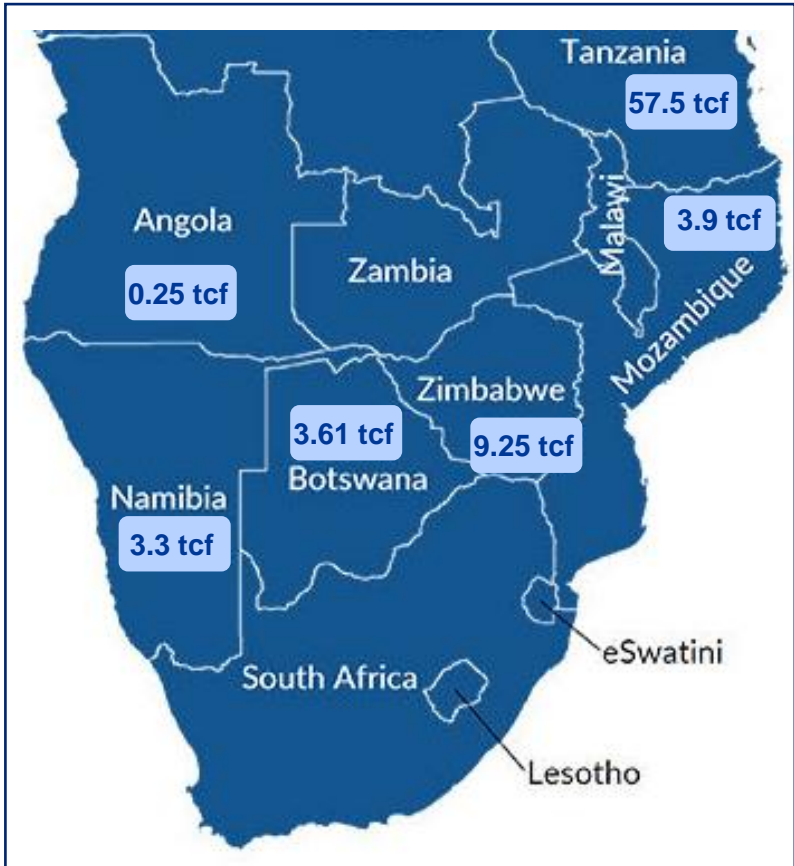 Tanzania
57.5 tcf
Malawi
3.9 tcf
Angola
0.25 tcf
Zambia
Mozambique
Zimbabwe
9.25 tcf
3.61 tcf
Botswana
Namibia
3.3 tcf
eSwatini
South Africa
Lesotho